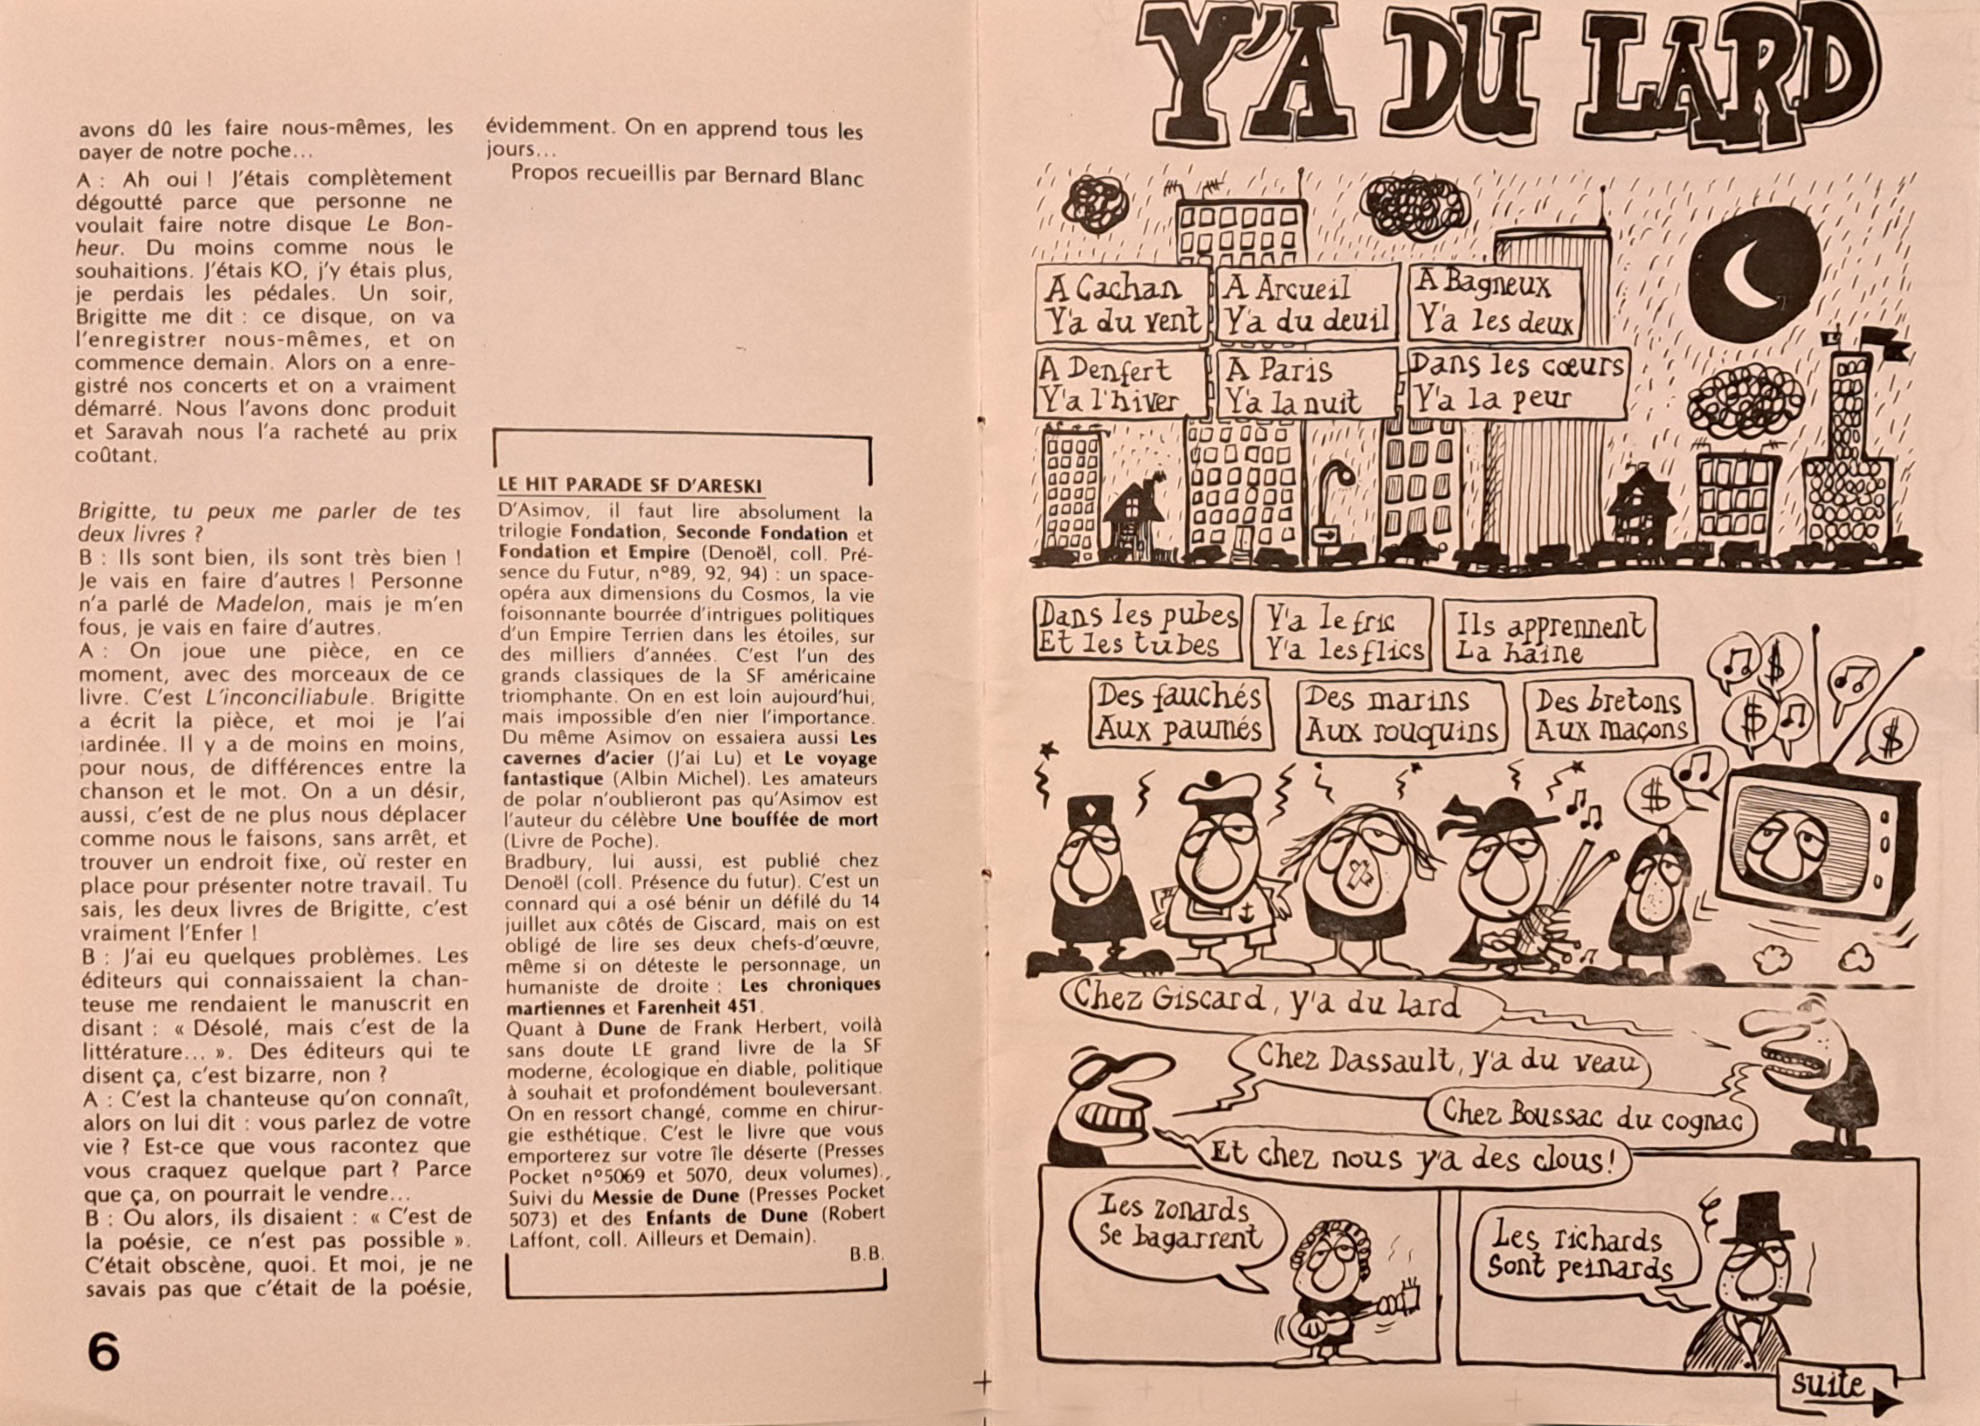 avons dû les faire nous-mêmes, les
payer de notre poche...
A : Ah oui ! J'étais complètement
dégoutté parce que personne ne
voulait faire notre disque Le Bon-
heur. Du moins comme nous le
souhaitions. J'étais KO, j'y étais plus,
je perdais les pédales. Un soir,
Brigitte me dit : ce disque, on va
l'enregistrer nous-mêmes, et on
commence demain. Alors on a enre-
gistré nos concerts et on a vraiment
démarré. Nous l'avons donc produit
et Saravah nous l'a racheté au prix
coûtant.
Brigitte, tu peux me parler de tes
deux livres ?
B : Ils sont bien, ils sont très bien !
Je vais en faire d'autres ! Personne
n'a parlé de Madelon, mais je m'en
fous, je vais en faire d'autres.
A : On joue une pièce, en ce
moment, avec des morceaux de ce
livre. C'est L'inconciliabule. Brigitte
a écrit la pièce, et moi je l'ai
jardinée. Il y a de moins en moins,
pour nous, de différences entre la
chanson et le mot. On a un désir,
aussi, c'est de ne plus nous déplacer
comme nous le faisons, sans arrêt, et
trouver un endroit fixe, où rester en
place pour présenter notre travail. Tu
sais, les deux livres de Brigitte, c'est
vraiment l'Enfer !
B : J'ai eu quelques problèmes. Les
éditeurs qui connaissaient la chan-
teuse me rendaient le manuscrit en
disant : « Désolé, mais c'est de la
littérature... ». Des éditeurs qui te
disent ça, c'est bizarre, non ?
A : C'est la chanteuse qu'on connaît,
alors on lui dit : vous parlez de votre
vie ? Est-ce que vous racontez que
vous craquez quelque part ? Parce
que ça, on pourrait le vendre...
B : Ou alors, ils disaient : « C'est de
la poésie, ce n'est pas possible ».
C'était obscène, quoi. Et moi, je ne
savais pas que c'était de la poésie,
6
évidemment. On en apprend tous les
jours...
Propos recueillis par Bernard Blanc
LE HIT PARADE SF D'ARESKI
D'Asimov, il faut lire absolument la
trilogie Fondation, Seconde Fondation et
Fondation et Empire (Denoël, coll. Pré-
sence du Futur, n°89, 92, 94) : un space-
opéra aux dimensions du Cosmos, la vie
foisonnante bourrée d'intrigues politiques
d'un Empire Terrien dans les étoiles, sur
des milliers d'années. C'est l'un des
grands classiques de la SF américaine
triomphante. On en est loin aujourd'hui,
mais impossible d'en nier l'importance.
Du même Asimov on essaiera aussi Les
cavernes d'acier (J'ai Lu) et Le voyage
fantastique (Albin Michel). Les amateurs
de polar n'oublieront pas qu'Asimov est
l'auteur du célèbre Une bouffée de mort
(Livre de Poche).
Bradbury, lui aussi, est publié chez
Denoël (coll. Présence du futur). C'est un
connard qui a osé bénir un défilé du 14
juillet aux côtés de Giscard, mais on est
obligé de lire ses deux chefs-d'œuvre,
même si on déteste le personnage, un
humaniste de droite : Les chroniques
martiennes et Farenheit 451.
Quant à Dune de Frank Herbert, voilà
sans doute LE grand livre de la SF
moderne, écologique en diable, politique
à souhait et profondément bouleversant.
On en ressort changé, comme en chirur-
gie esthétique. C'est le livre que vous
emporterez sur votre île déserte (Presses
Pocket n°5069 et 5070, deux volumes).,
Suivi du Messie de Dune (Presses Pocket
5073) et des Enfants de Dune (Robert
Laffont, coll. Ailleurs et Demain).
B.B.
Y'A DU LARD
A Cachan
Y'a du vent
A Arcueil
Y'a du deuil
A Bagneux
Y'a les deux
A Denfert
Y'a l'hiver
A Paris
Y'a la nuit
Dans les cœurs
Y'a la peur
Dans les pubes
Et les tubes
Y'a le fric
Y'a les flics
Ils apprennent
La haine
Des fauchés
Aux paumés
Des marins
Aux rouquins
Des bretons
Aux maçons
$
$
$
$
Chez Giscard, y'a du lard
Chez Dassault, y'a du veau
Chez Boussac du cognac
Et chez nous y'a des clous!
Les zonards
Se bagarrent
Les richards
Sont peinards
suite